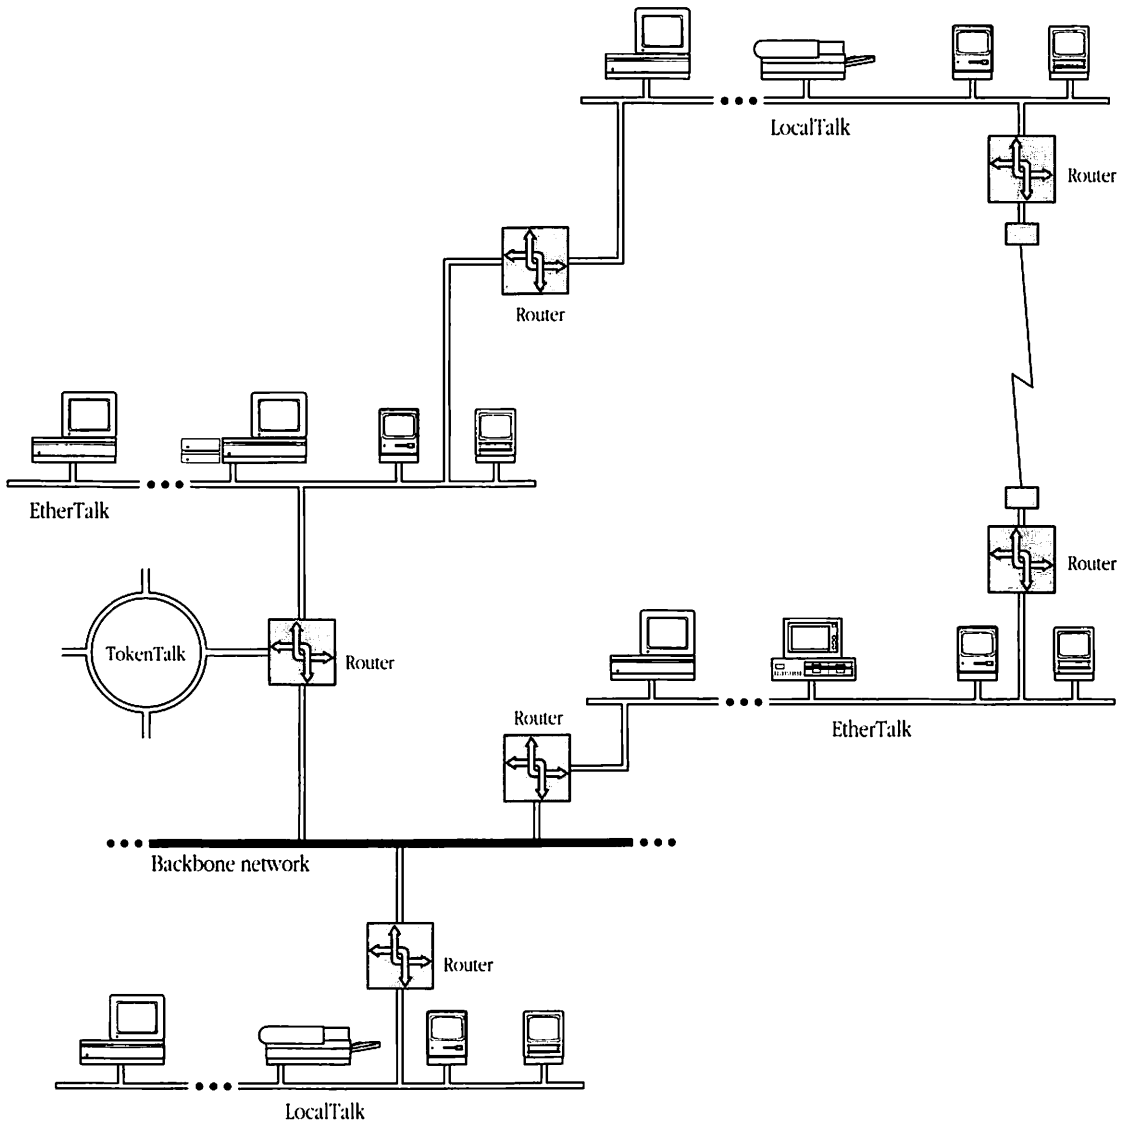 LocalTalk
Router
Router
EtherTalk
Router
TokenTalk
Router
Router
EtherTalk
Backbone network
Router
LocalTalk